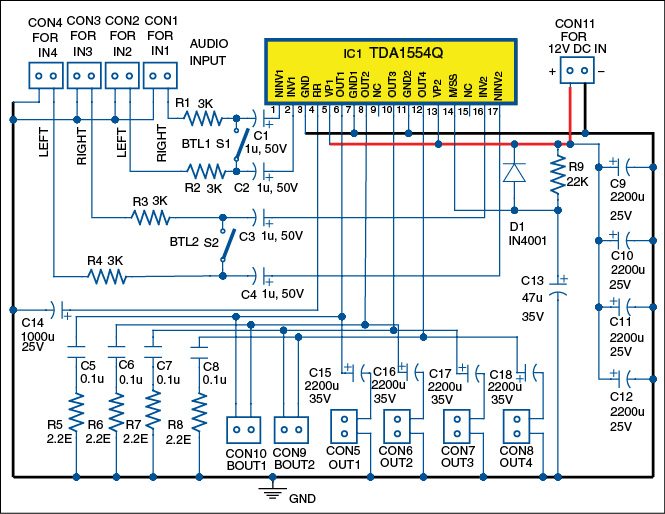 CON4 CON3 CON2 CON1
FOR FOR FOR FOR
IN4 IN3 IN2 IN1
AUDIO
INPUT
IC1 TDA1554Q
NINV1 INV1 GND RR VP1 OUT1 GND1 OUT2 NC OUT3 GND2 OUT4 VP2 M/SS NC INV2 NINV2
1 2 3 4 5 6 7 8 9 10 11 12 13 14 15 16 17
CON11
FOR
12V DC IN
+ −
LEFT
RIGHT
LEFT
RIGHT
R1 3K
BTL1 S1
C1
1u, 50V
R2 3K
C2 1u, 50V
R3 3K
BTL2 S2
C3 1u, 50V
R4 3K
C4 1u, 50V
D1
IN4001
R9
22K
C9
2200u
25V
C10
2200u
25V
C11
2200u
25V
C12
2200u
25V
C13
47u
35V
C14
1000u
25V
C5
0.1u
C6
0.1u
C7
0.1u
C8
0.1u
R5
2.2E
R6
2.2E
R7
2.2E
R8
2.2E
C15
2200u
35V
C16
2200u
35V
C17
2200u
35V
C18
2200u
35V
CON10
BOUT1
CON9
BOUT2
CON5
OUT1
CON6
OUT2
CON7
OUT3
CON8
OUT4
GND